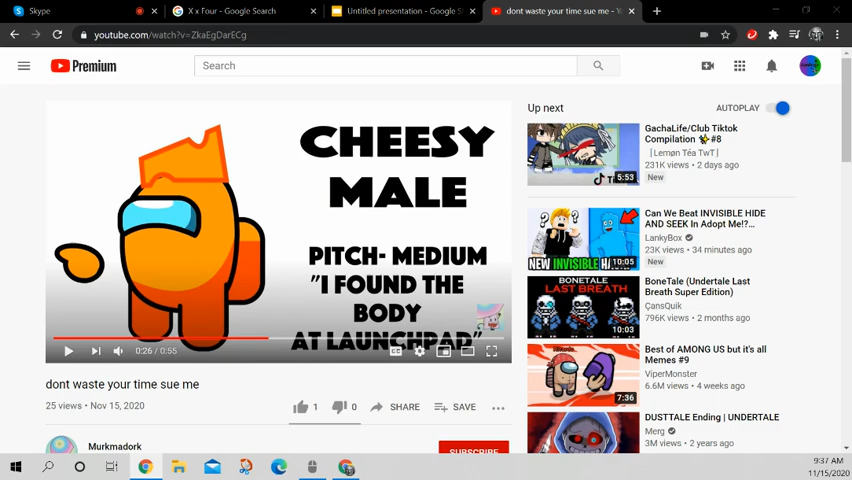 Skype
X x Four - Google Search
Untitled presentation - Google Sl
dont waste your time sue me - Yo
youtube.com/watch?v=ZkaEgDarECg
Premium
Search
CHEESY
MALE
PITCH- MEDIUM
"I FOUND THE
BODY
AT LAUNCHPAD"
0:26 / 0:55
CC
dont waste your time sue me
25 views • Nov 15, 2020
1
0
SHARE
SAVE
Murkmadork
SUBSCRIBE
Up next
AUTOPLAY
GachaLife/Club Tiktok
Compilation ✨#8
|Lemøn Téa TwT|
231K views • 2 days ago
New
5:53
Can We Beat INVISIBLE HIDE
AND SEEK In Adopt Me!?...
LankyBox
23K views • 34 minutes ago
New
NEW INVISIBLE
10:05
BoneTale (Undertale Last
Breath Super Edition)
ÇansQuik
796K views • 2 months ago
BONETALE
LAST BREATH
10:03
Best of AMONG US but it's all
Memes #9
ViperMonster
6.6M views • 4 weeks ago
7:36
DUSTTALE Ending | UNDERTALE
Merg
3M views • 2 years ago
9:37 AM
11/15/2020